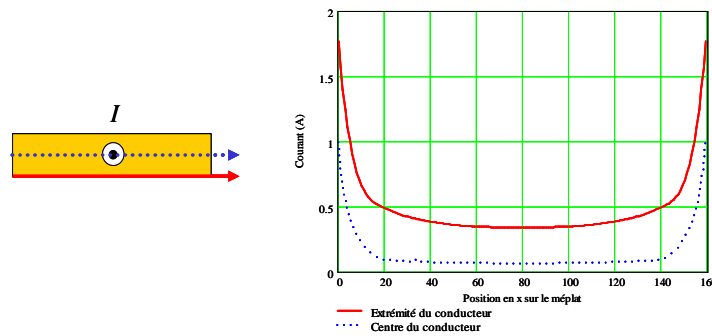 I
2
1.5
1
0.5
0
Courant (A)
0 20 40 60 80 100 120 140 16
Position en x sur le méplat
Extrémité du conducteur
Centre du conducteur